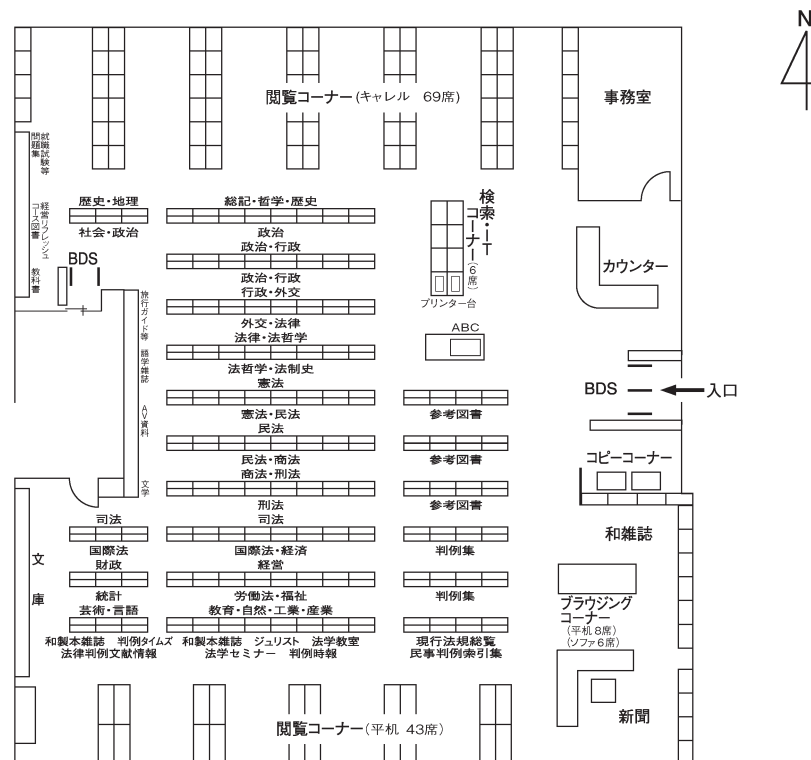 N
閲覧コーナー(キャレル 69席)
事務室
就職試験等
問題集
経営リフレッシュ
コース図書
教科書
歴史・地理
社会・政治
BDS
総記・哲学・歴史
政治
政治・行政
政治・行政
行政・外交
外交・法律
法律・法哲学
法哲学・法制史
憲法
憲法・民法
民法
民法・商法
商法・刑法
刑法
検索・IT
コーナー(6席)
プリンター台
ABC
カウンター
BDS
入口
旅行ガイド等
語学雑誌
AV資料
文学
参考図書
参考図書
参考図書
コピーコーナー
和雑誌
司法
国際法
財政
統計
芸術・言語
和製本雑誌 判例タイムズ
法律判例文献情報
司法
国際法・経済
経営
労働法・福祉
教育・自然・工業・産業
和製本雑誌 ジュリスト 法学教室
法学セミナー 判例時報
判例集
判例集
現行法規総覧
民事判例索引集
文庫
ブラウジング
コーナー
(平机8席)
(ソファ6席)
新聞
閲覧コーナー(平机 43席)